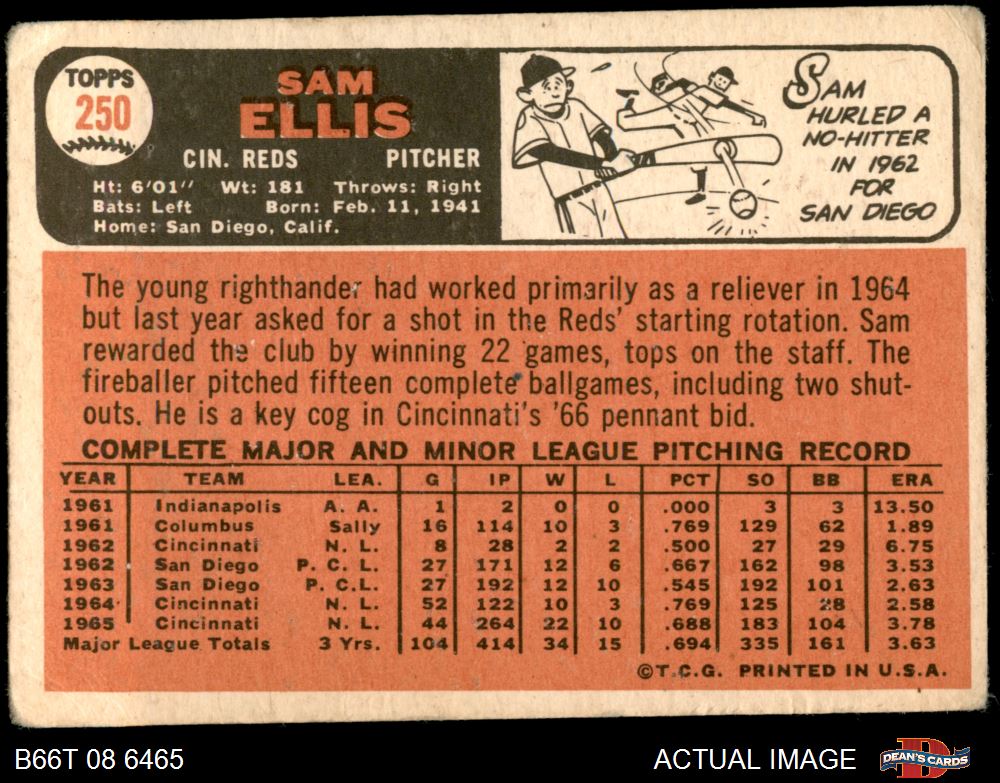 TOPPS
250
SAM
ELLIS
CIN. REDS PITCHER
Ht: 6'01" Wt: 181 Throws: Right
Bats: Left Born: Feb. 11, 1941
Home: San Diego, Calif.
SAM
HURLED A
NO-HITTER
IN 1962
FOR
SAN DIEGO
The young righthander had worked primarily as a reliever in 1964
but last year asked for a shot in the Reds' starting rotation. Sam
rewarded the club by winning 22 games, tops on the staff. The
fireballer pitched fifteen complete ballgames, including two shut-
outs. He is a key cog in Cincinnati's '66 pennant bid.
COMPLETE MAJOR AND MINOR LEAGUE PITCHING RECORD
YEAR TEAM LEA. G IP W L PCT SO BB ERA
1961 Indianapolis A. A. 1 2 0 0 .000 3 3 13.50
1961 Columbus Sally 16 114 10 3 .769 129 62 1.89
1962 Cincinnati N. L. 8 28 2 2 .500 27 29 6.75
1962 San Diego P. C. L. 27 171 12 6 .667 162 98 3.53
1963 San Diego P. C.L. 27 192 12 10 .545 192 101 2.63
1964 Cincinnati N. L. 52 122 10 3 .769 125 28 2.58
1965 Cincinnati N. L. 44 264 22 10 .688 183 104 3.78
Major League Totals 3 Yrs. 104 414 34 15 .694 335 161 3.63
©T.C.G. PRINTED IN U.S.A.
B66T 08 6465 ACTUAL IMAGE DEAN'S CARDS